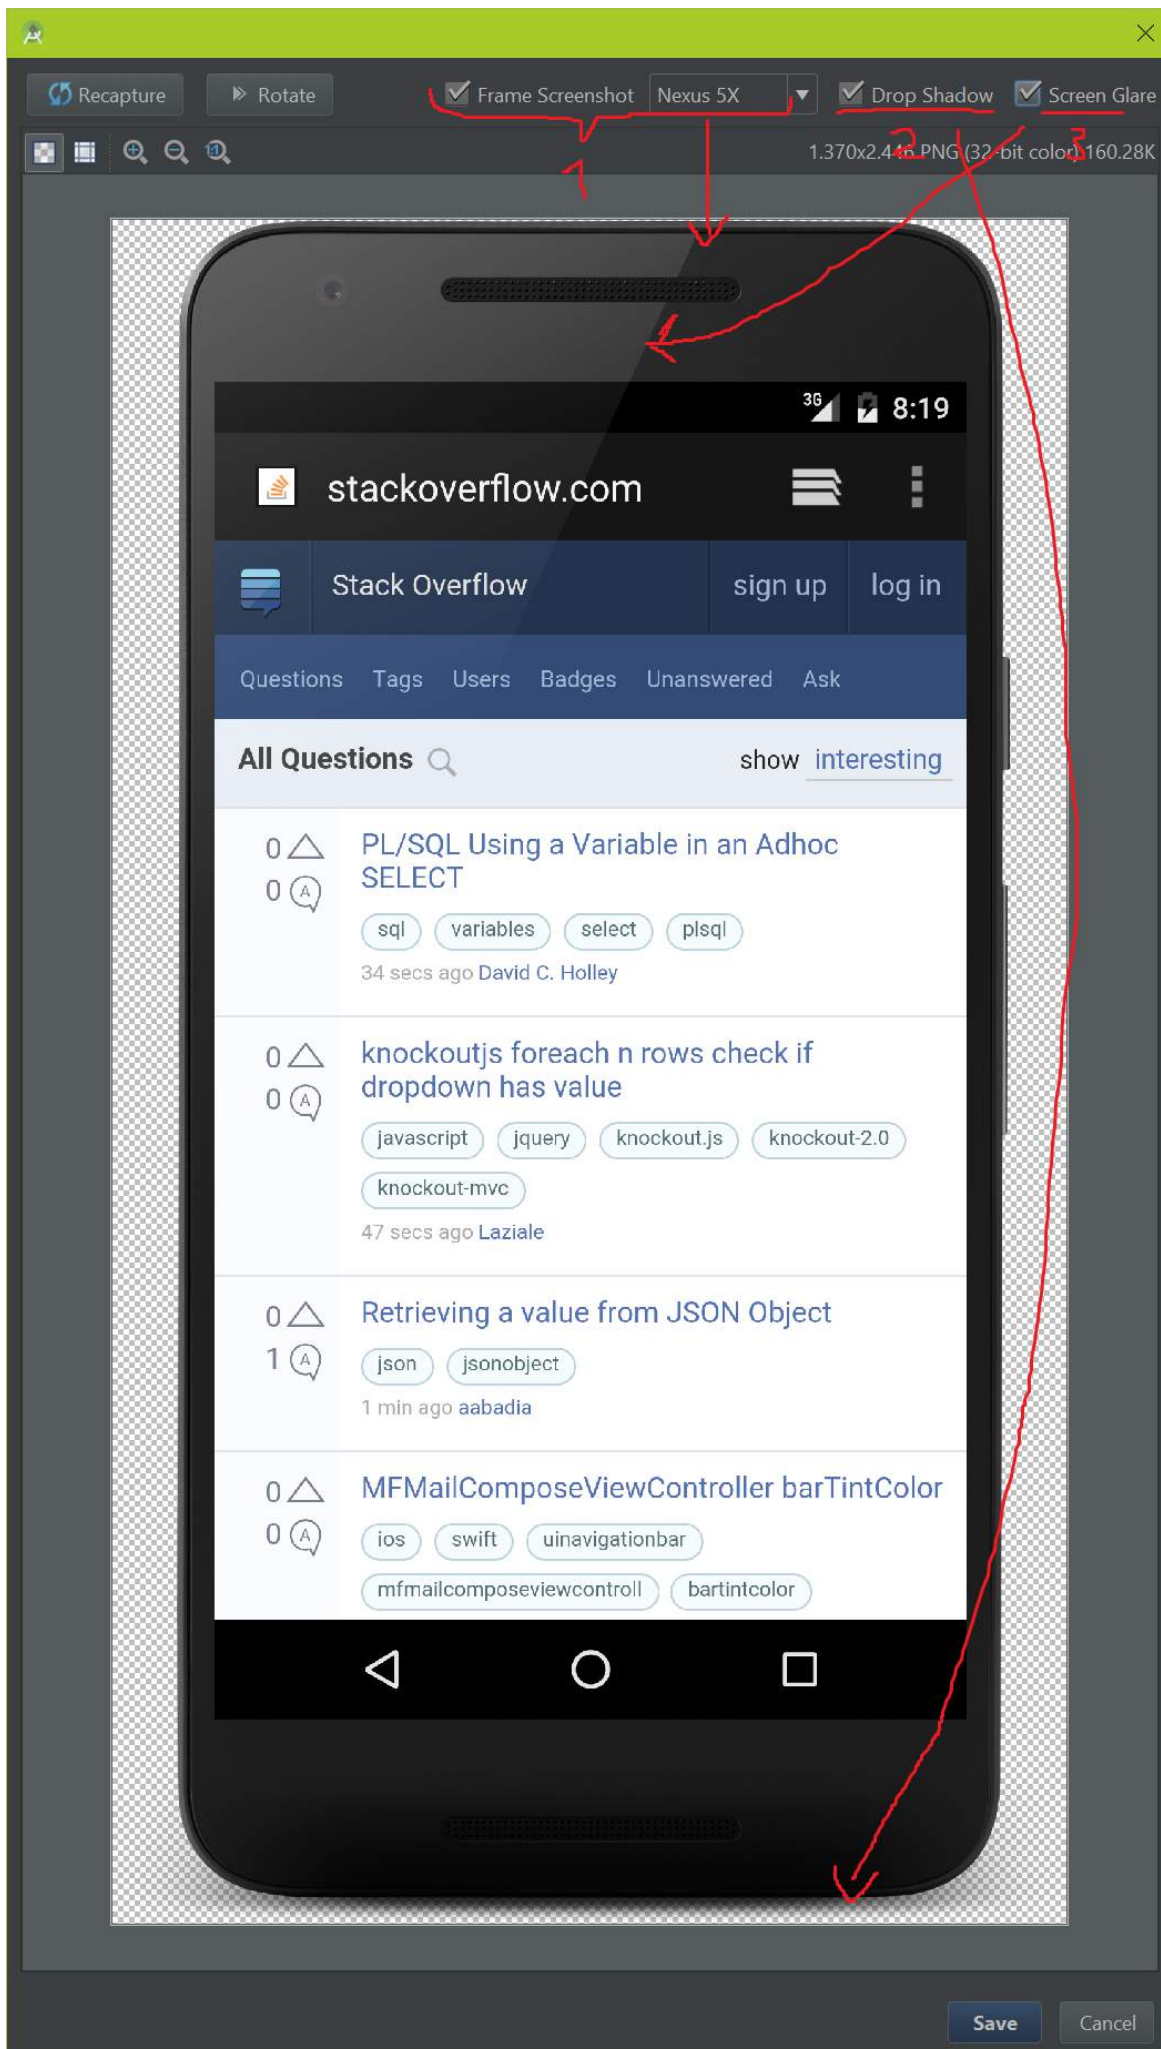 Recapture Rotate Frame Screenshot Nexus 5X Drop Shadow Screen Glare
1 2 3
1.370x2.446 PNG (32-bit color) 160.28K
3G 8:19
stackoverflow.com
Stack Overflow sign up log in
Questions Tags Users Badges Unanswered Ask
All Questions show interesting
0 PL/SQL Using a Variable in an Adhoc
0 SELECT
sql variables select plsql
34 secs ago David C. Holley
0 knockoutjs foreach n rows check if
0 dropdown has value
javascript jquery knockout.js knockout-2.0
knockout-mvc
47 secs ago Laziale
0 Retrieving a value from JSON Object
1 json jsonobject
1 min ago aabadia
0 MFMailComposeViewController barTintColor
0 ios swift uinavigationbar
mfmailcomposeviewcontroll bartintcolor
Save Cancel